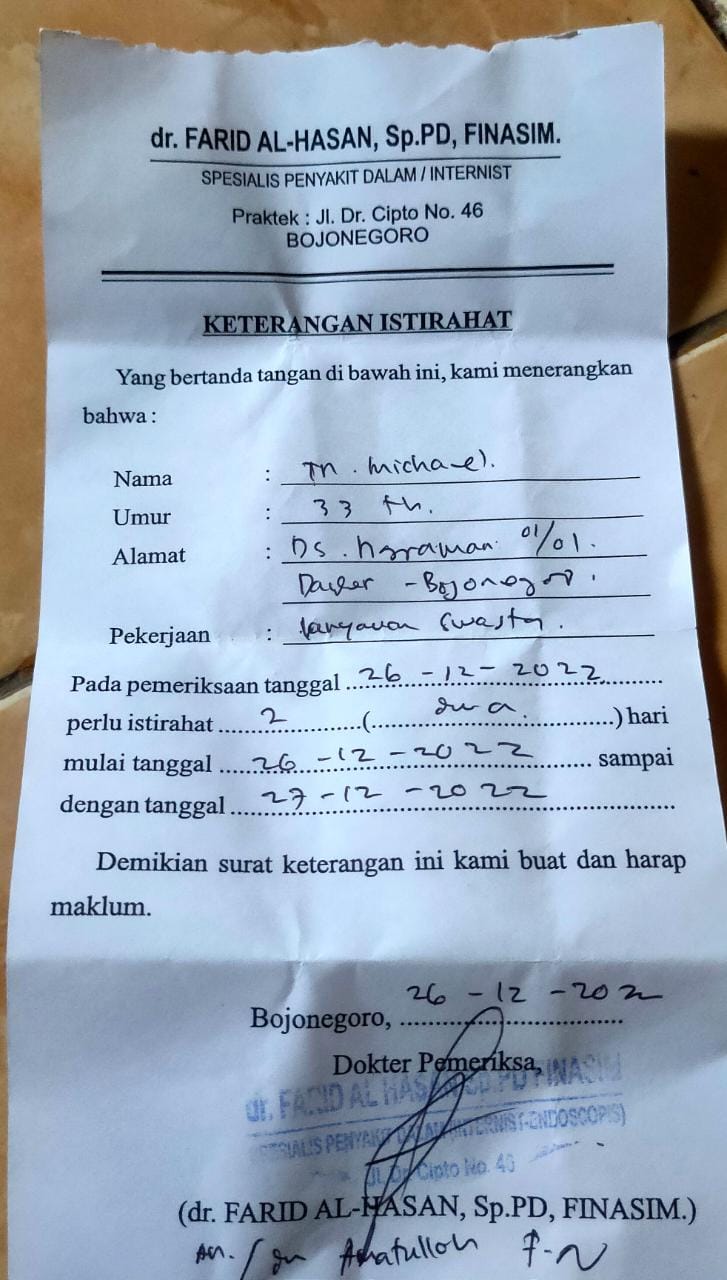 dr. FARID AL-HASAN, Sp.PD, FINASIM.
SPESIALIS PENYAKIT DALAM / INTERNIST
Praktek : Jl. Dr. Cipto No. 46
BOJONEGORO
KETERANGAN ISTIRAHAT
Yang bertanda tangan di bawah ini, kami menerangkan
bahwa :
Nama : Tn. Michael.
Umur : 33 th.
Alamat : Ds. Ngraman 01/01.
- Bojonegoro.
Pekerjaan : karyawan swasta.
Pada pemeriksaan tanggal 26 - 12 - 2022
perlu istirahat 2 ( dua ) hari
mulai tanggal 26 - 12 - 2022 sampai
dengan tanggal 27 - 12 - 2022
Demikian surat keterangan ini kami buat dan harap
maklum.
Bojonegoro, 26 - 12 - 202
Dokter Pemeriksa,
dr. FARID AL HASAN Sp.PD FINASIM
SPESIALIS PENYAKIT DALAM (INTERNIST-ENDOSCOPIS)
Jl. Dr. Cipto No. 46
(dr. FARID AL-HASAN, Sp.PD, FINASIM.)
An. / dr